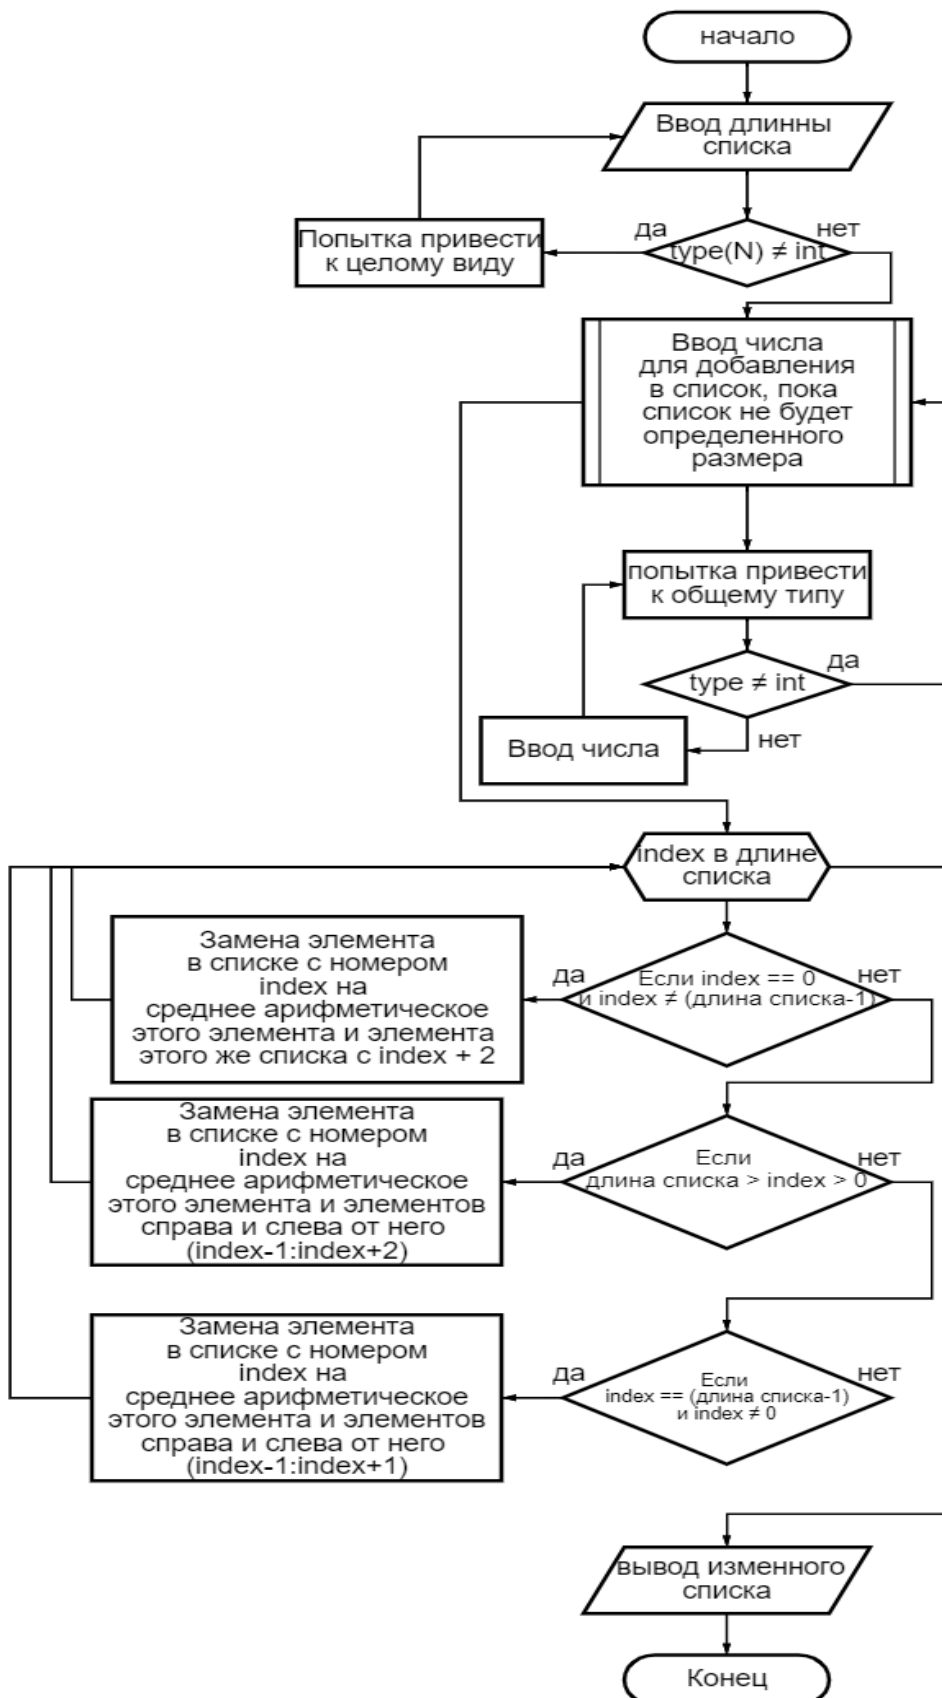 начало
Ввод длинны
списка
да
нет
type(N) ≠ int
Попытка привести
к целому виду
Ввод числа
для добавления
в список, пока
список не будет
определенного
размера
попытка привести
к общему типу
да
type ≠ int
нет
Ввод числа
index в длине
списка
да
нет
Если index == 0
и index ≠ (длина списка-1)
Замена элемента
в списке с номером
index на
среднее арифметическое
этого элемента и элемента
этого же списка с index + 2
да
нет
Если
длина списка > index > 0
Замена элемента
в списке с номером
index на
среднее арифметическое
этого элемента и элементов
справа и слева от него
(index-1:index+2)
да
нет
Если
index == (длина списка-1)
и index ≠ 0
Замена элемента
в списке с номером
index на
среднее арифметическое
этого элемента и элементов
справа и слева от него
(index-1:index+1)
вывод изменного
списка
Конец